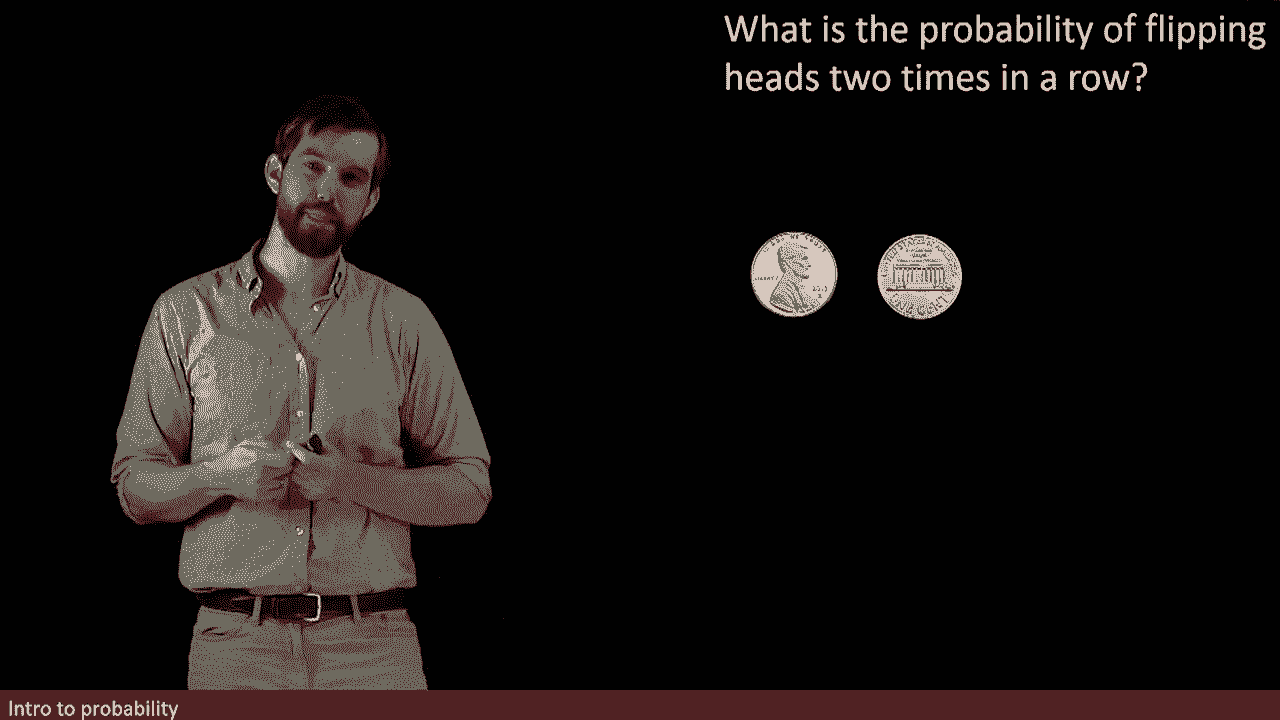 What is the probability of flipping
heads two times in a row?
Intro to probability